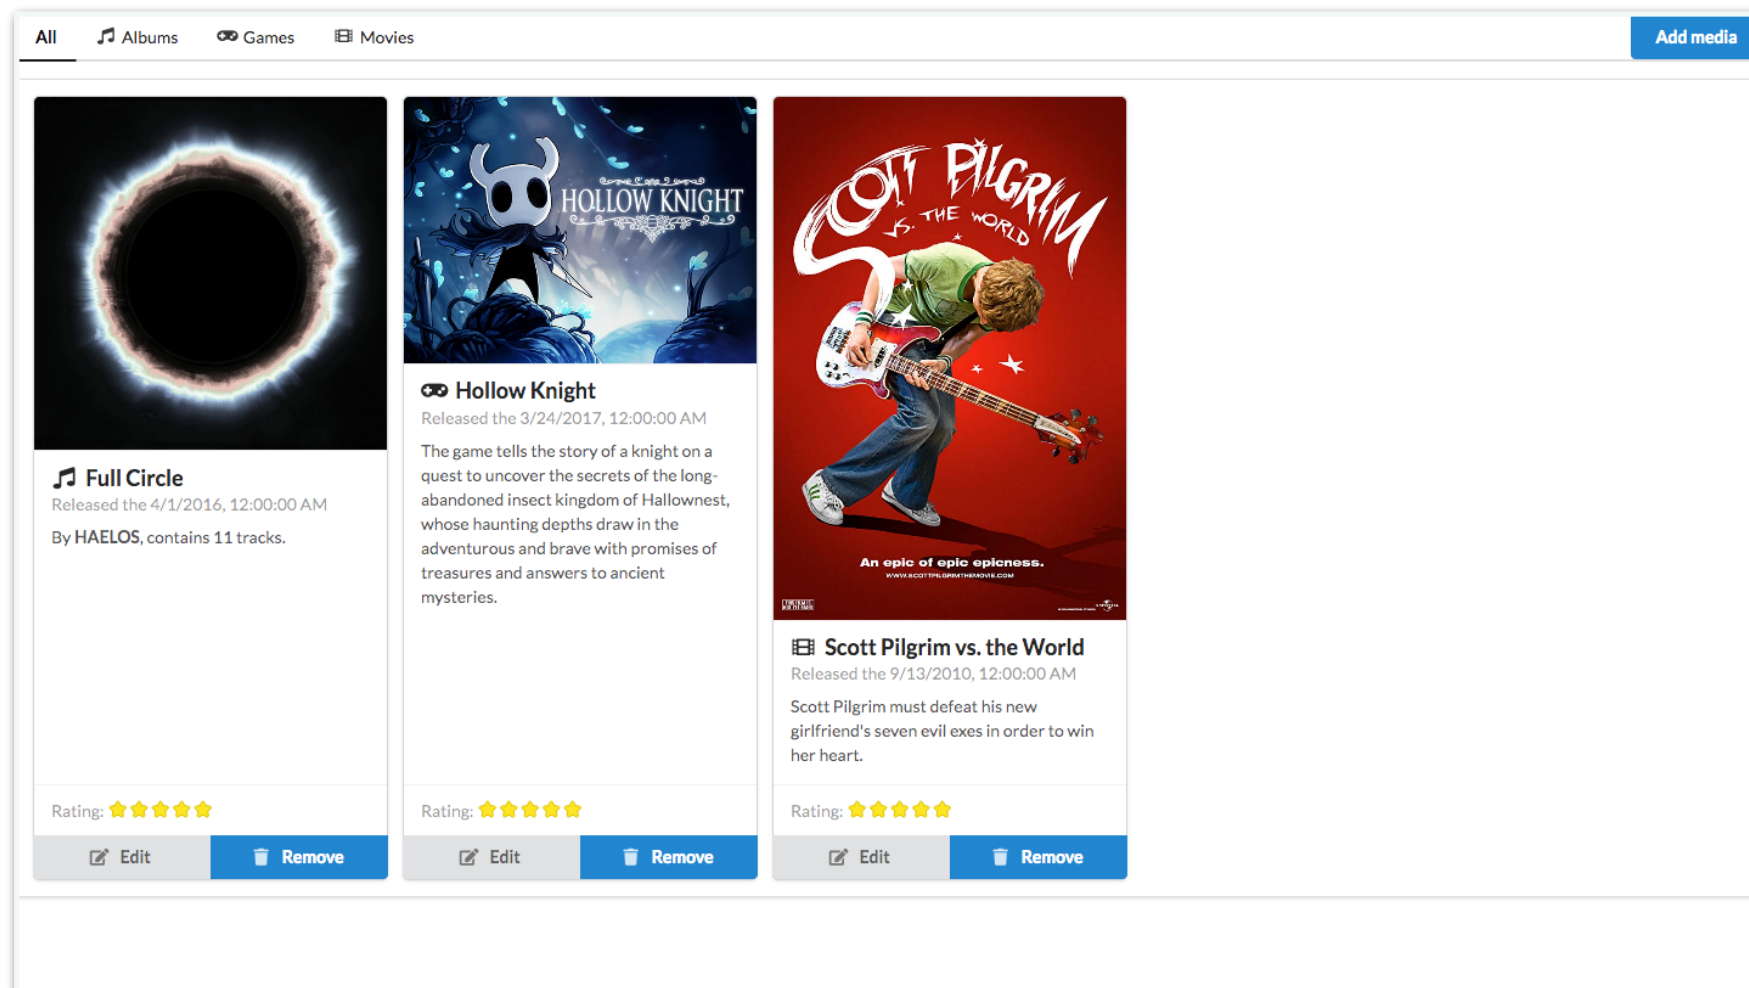 All
Albums
Games
Movies
Add media
Full Circle
Released the 4/1/2016, 12:00:00 AM
By HAELOS, contains 11 tracks.
Rating:
Edit
Remove
HOLLOW KNIGHT
Hollow Knight
Released the 3/24/2017, 12:00:00 AM
The game tells the story of a knight on a
quest to uncover the secrets of the long-
abandoned insect kingdom of Hallownest,
whose haunting depths draw in the
adventurous and brave with promises of
treasures and answers to ancient
mysteries.
Rating:
Edit
Remove
SCOTT PILGRIM
VS. THE WORLD
An epic of epic epicness.
WWW.SCOTTPILGRIMTHEMOVIE.COM
Scott Pilgrim vs. the World
Released the 9/13/2010, 12:00:00 AM
Scott Pilgrim must defeat his new
girlfriend's seven evil exes in order to win
her heart.
Rating:
Edit
Remove